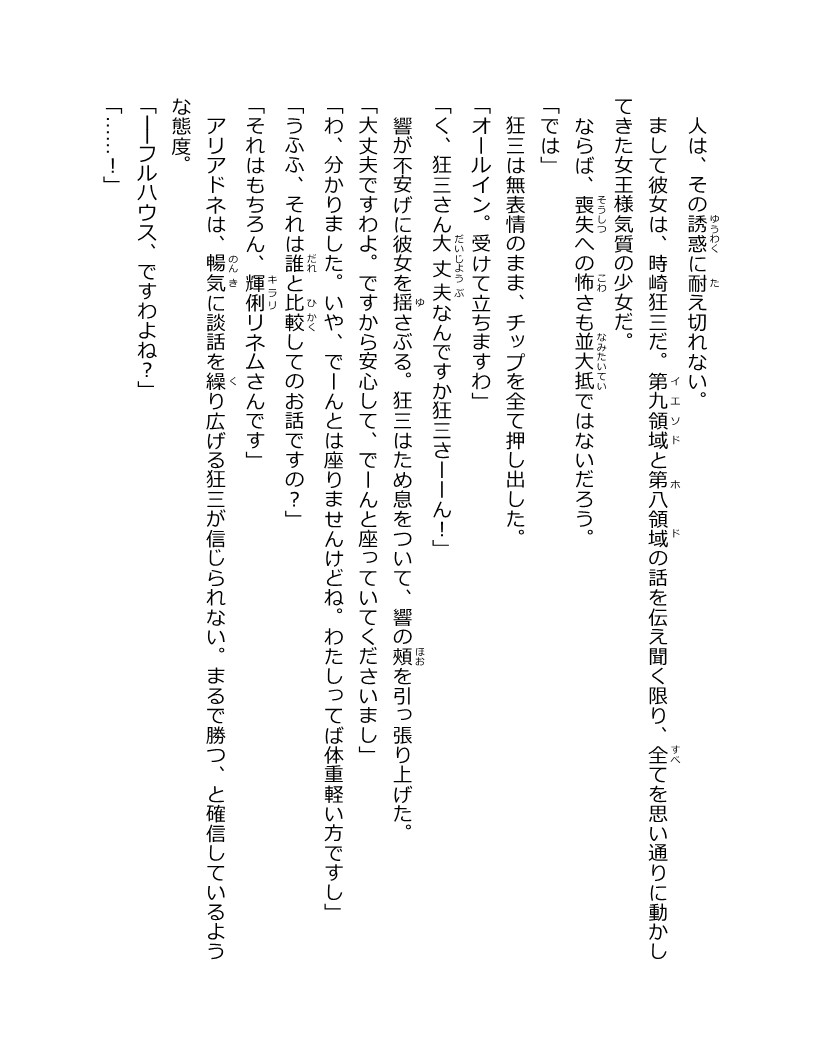 人は、その誘惑に耐え切れない。
まして彼女は、時崎狂三だ。第九領域と第八領域の話を伝え聞く限り、全てを思い通りに動かし
てきた女王様気質の少女だ。
ならば、喪失への怖さも並大抵ではないだろう。
「では」
狂三は無表情のまま、チップを全て押し出した。
「オールイン。受けて立ちますわ」
「く、狂三さん大丈夫なんですか狂三さーーん！」
響が不安げに彼女を揺さぶる。狂三はため息をついて、響の頰を引っ張り上げた。
「大丈夫ですわよ。ですから安心して、でーんと座っていてくださいまし」
「わ、分かりました。いや、でーんとは座りませんけどね。わたしってば体重軽い方ですし」
「うふふ、それは誰と比較してのお話ですの？」
「それはもちろん、輝俐リネムさんです」
アリアドネは、暢気に談話を繰り広げる狂三が信じられない。まるで勝つ、と確信しているよう
な態度。
「──フルハウス、ですわよね？」
「……！」